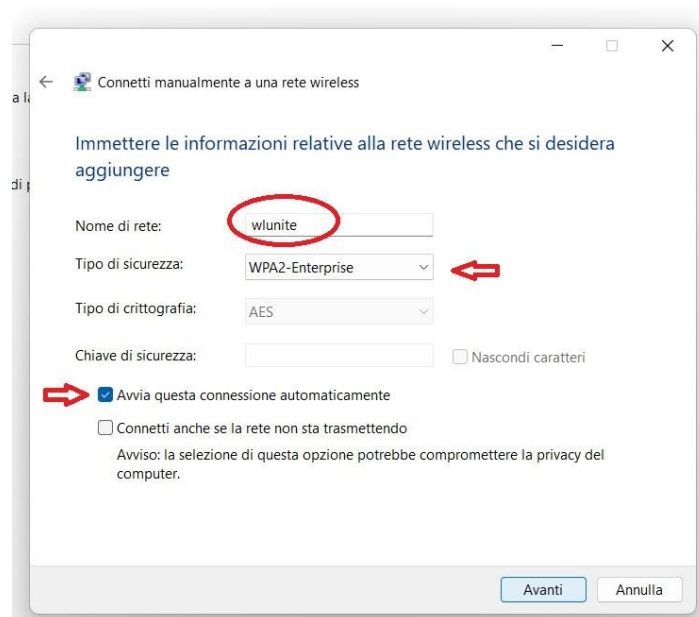 a la
Connetti manualmente a una rete wireless
Immettere le informazioni relative alla rete wireless che si desidera
aggiungere
di p
Nome di rete: wlunite
Tipo di sicurezza: WPA2-Enterprise
Tipo di crittografia: AES
Chiave di sicurezza: Nascondi caratteri
Avvia questa connessione automaticamente
Connetti anche se la rete non sta trasmettendo
Avviso: la selezione di questa opzione potrebbe compromettere la privacy del
computer.
Avanti Annulla